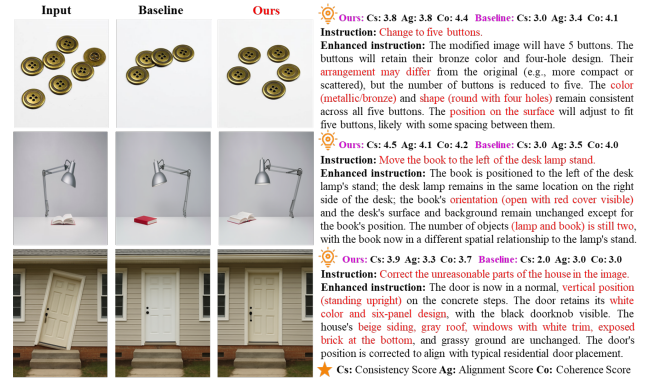 Input Baseline Ours
Ours: Cs: 3.8 Ag: 3.8 Co: 4.4 Baseline: Cs: 3.0 Ag: 3.4 Co: 4.1
Instruction: Change to five buttons.
Enhanced instruction: The modified image will have 5 buttons. The
buttons will retain their bronze color and four-hole design. Their
arrangement may differ from the original (e.g., more compact or
scattered), but the number of buttons is reduced to five. The color
(metallic/bronze) and shape (round with four holes) remain consistent
across all five buttons. The position on the surface will adjust to fit
five buttons, likely with some spacing between them.
Ours: Cs: 4.5 Ag: 4.1 Co: 4.2 Baseline: Cs: 3.0 Ag: 3.5 Co: 4.0
Instruction: Move the book to the left of the desk lamp stand.
Enhanced instruction: The book is positioned to the left of the desk
lamp's stand; the desk lamp remains in the same location on the right
side of the desk; the book's orientation (open with red cover visible)
and the desk's surface and background remain unchanged except for
the book's position. The number of objects (lamp and book) is still two,
with the book now in a different spatial relationship to the lamp's stand.
Ours: Cs: 3.9 Ag: 3.3 Co: 3.7 Baseline: Cs: 2.0 Ag: 3.0 Co: 3.0
Instruction: Correct the unreasonable parts of the house in the image.
Enhanced instruction: The door is now in a normal, vertical position
(standing upright) on the concrete steps. The door retains its white
color and six-panel design, with the black doorknob visible. The
house's beige siding, gray roof, windows with white trim, exposed
brick at the bottom, and grassy ground are unchanged. The door's
position is corrected to align with typical residential door placement.
Cs: Consistency Score Ag: Alignment Score Co: Coherence Score